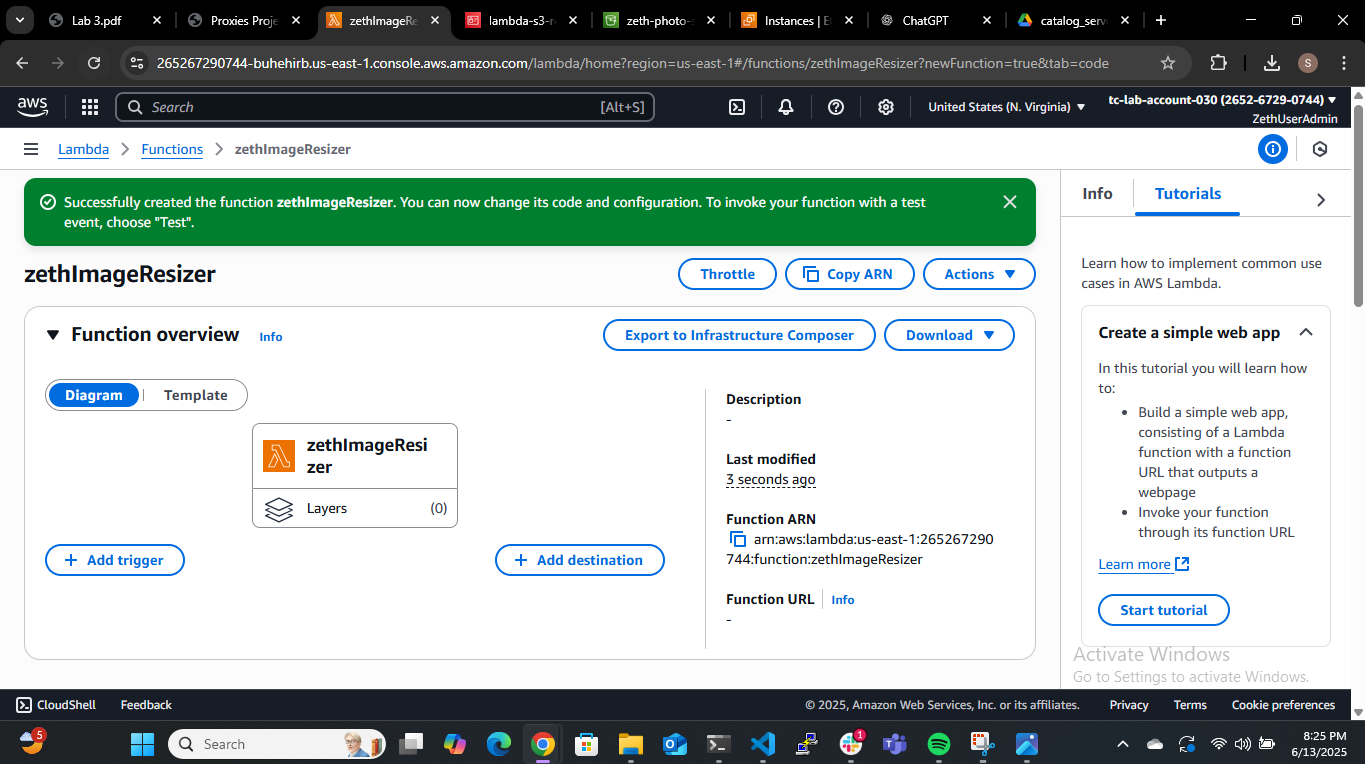 Lab 3.pdf
Proxies Proje
zethImageRe
lambda-s3-r
zeth-photo-s
Instances | E
ChatGPT
catalog_serv
265267290744-buhehirb.us-east-1.console.aws.amazon.com/lambda/home?region=us-east-1#/functions/zethImageResizer?newFunction=true&tab=code
S
aws
Search
[Alt+S]
United States (N. Virginia)
tc-lab-account-030 (2652-6729-0744)
ZethUserAdmin
Lambda
Functions
zethImageResizer
Successfully created the function zethImageResizer. You can now change its code and configuration. To invoke your function with a test
event, choose "Test".
zethImageResizer
Throttle
Copy ARN
Actions
Function overview
Info
Export to Infrastructure Composer
Download
Diagram
Template
zethImageResi
zer
Layers
(0)
Add trigger
Add destination
Description
-
Last modified
3 seconds ago
Function ARN
arn:aws:lambda:us-east-1:265267290
744:function:zethImageResizer
Function URL
Info
-
Info
Tutorials
Learn how to implement common use
cases in AWS Lambda.
Create a simple web app
In this tutorial you will learn how
to:
• Build a simple web app,
consisting of a Lambda
function with a function
URL that outputs a
webpage
• Invoke your function
through its function URL
Learn more
Start tutorial
Activate Windows
Go to Settings to activate Windows.
CloudShell
Feedback
© 2025, Amazon Web Services, Inc. or its affiliates.
Privacy
Terms
Cookie preferences
5
Search
1
8:25 PM
6/13/2025